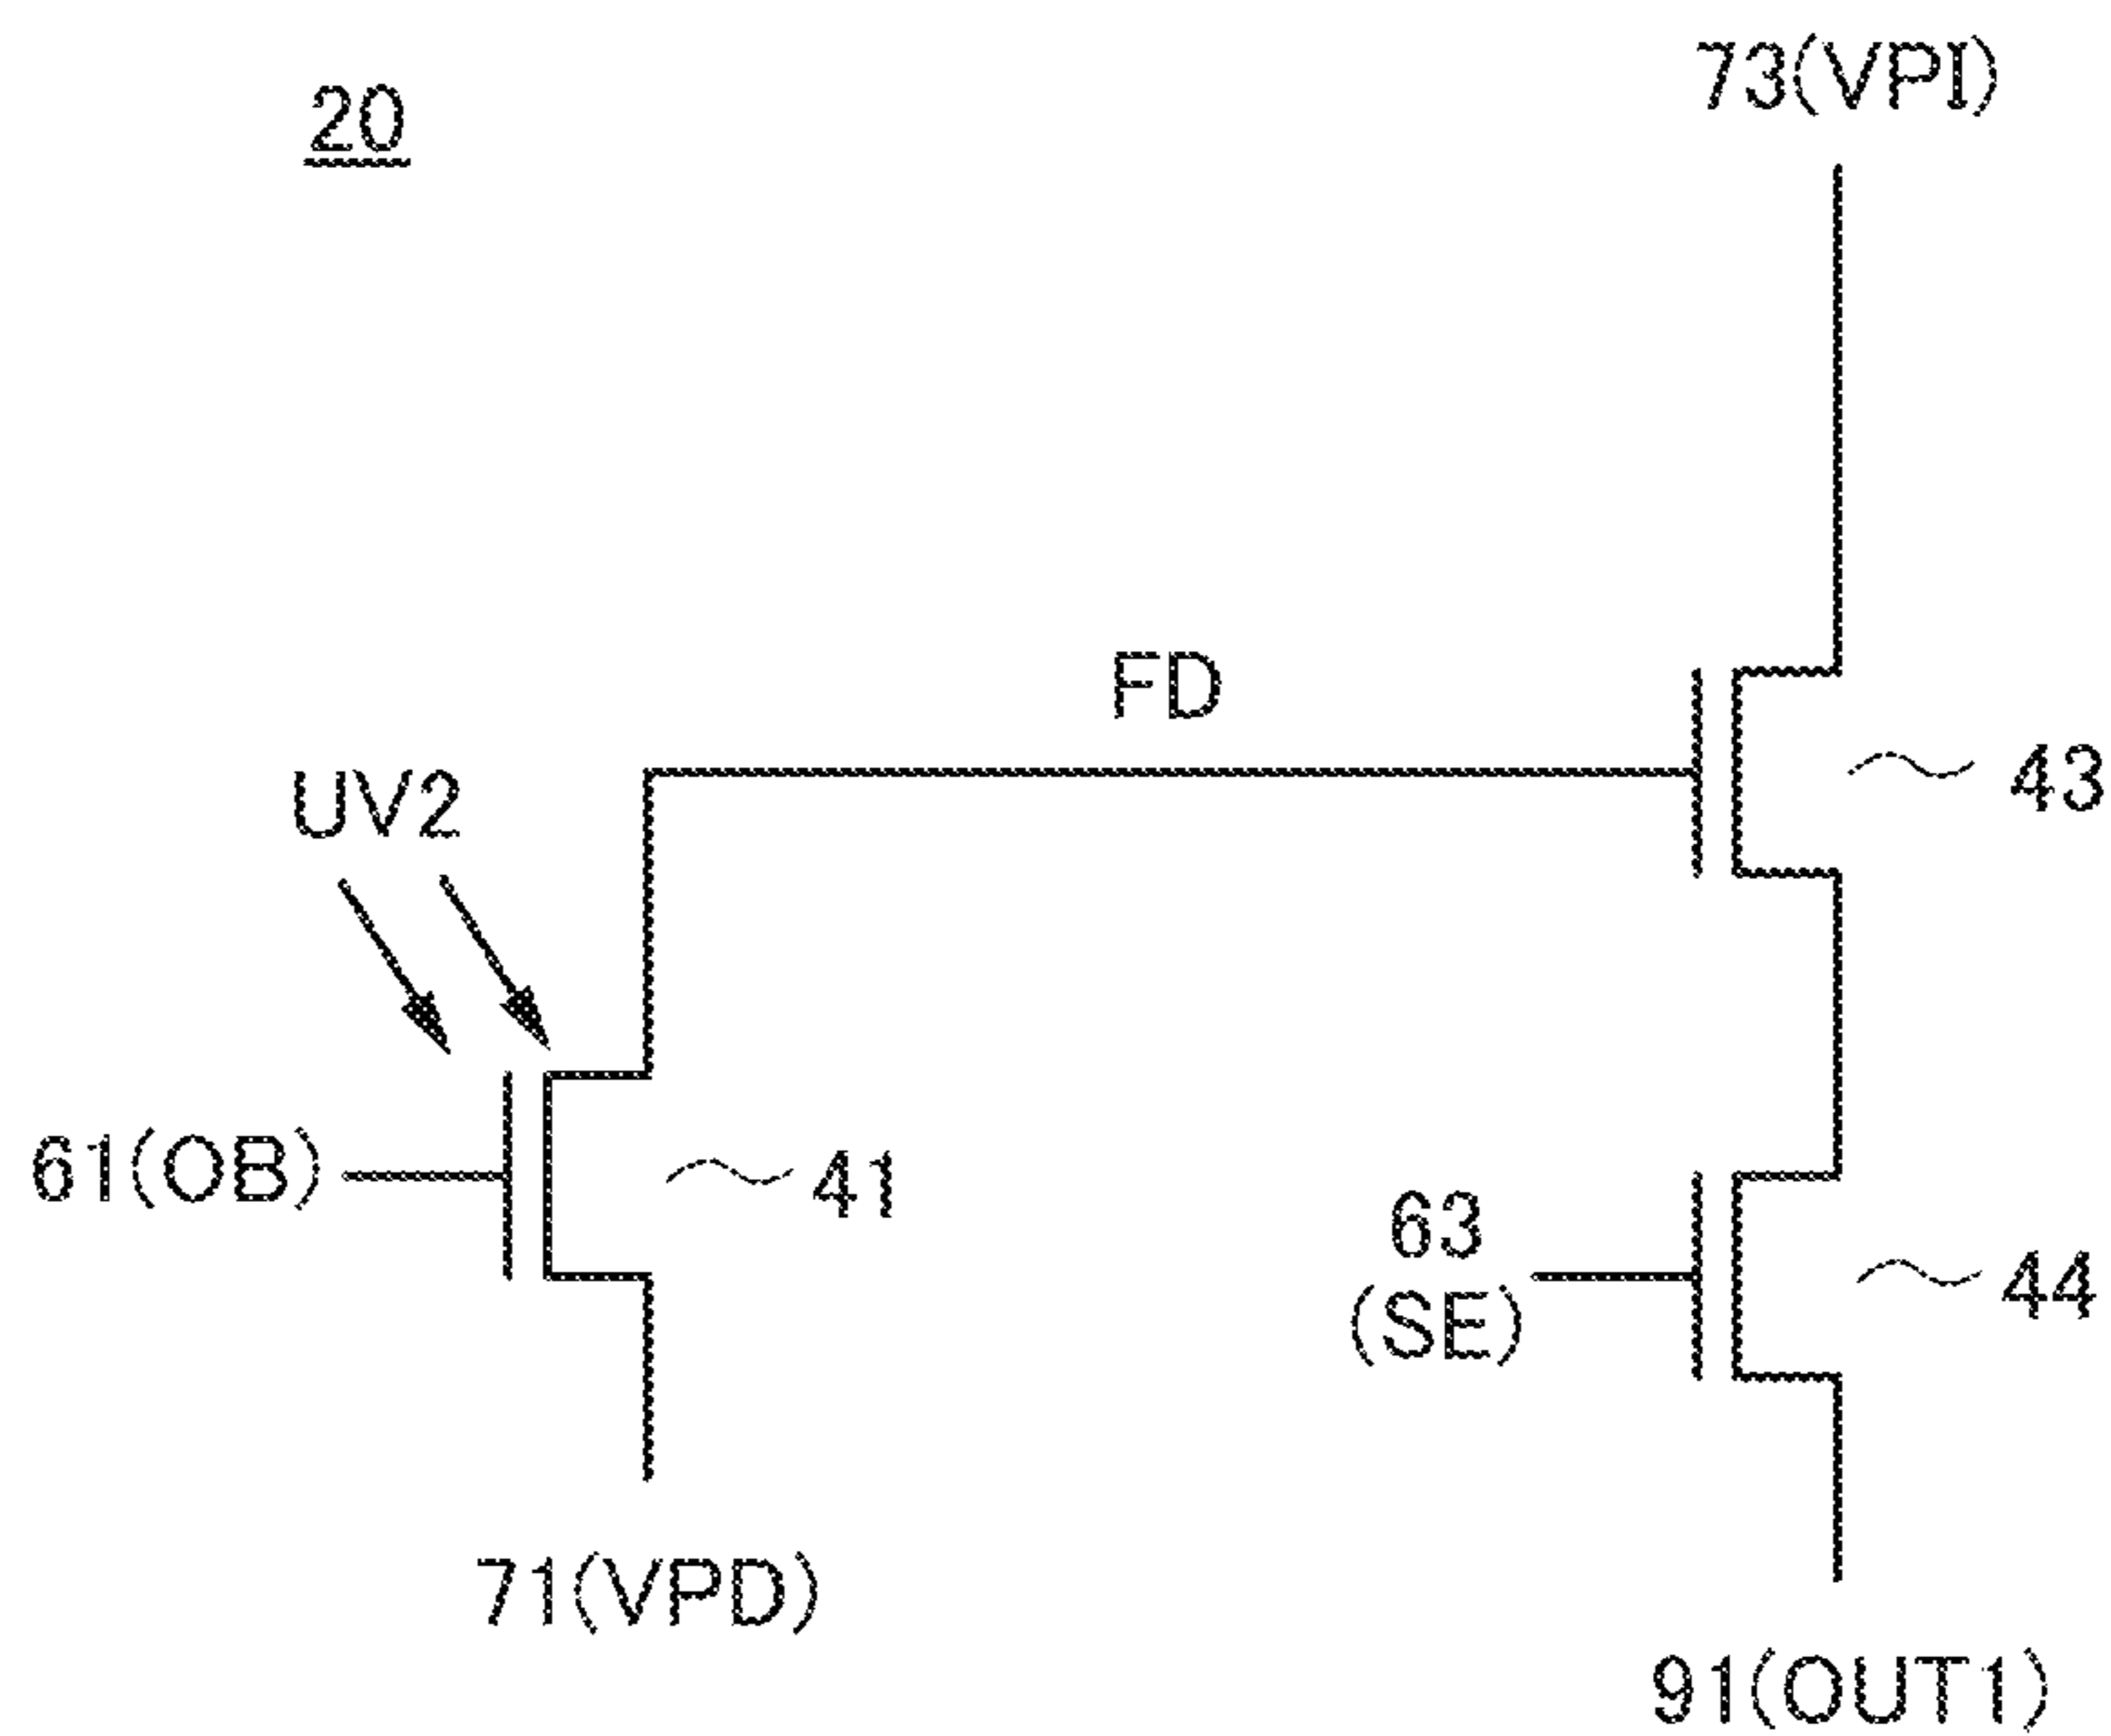 73(VPI)
20
FD
43
UV2
61(OB)
41
63
(SE)
44
71(VPD)
91(OUT1)